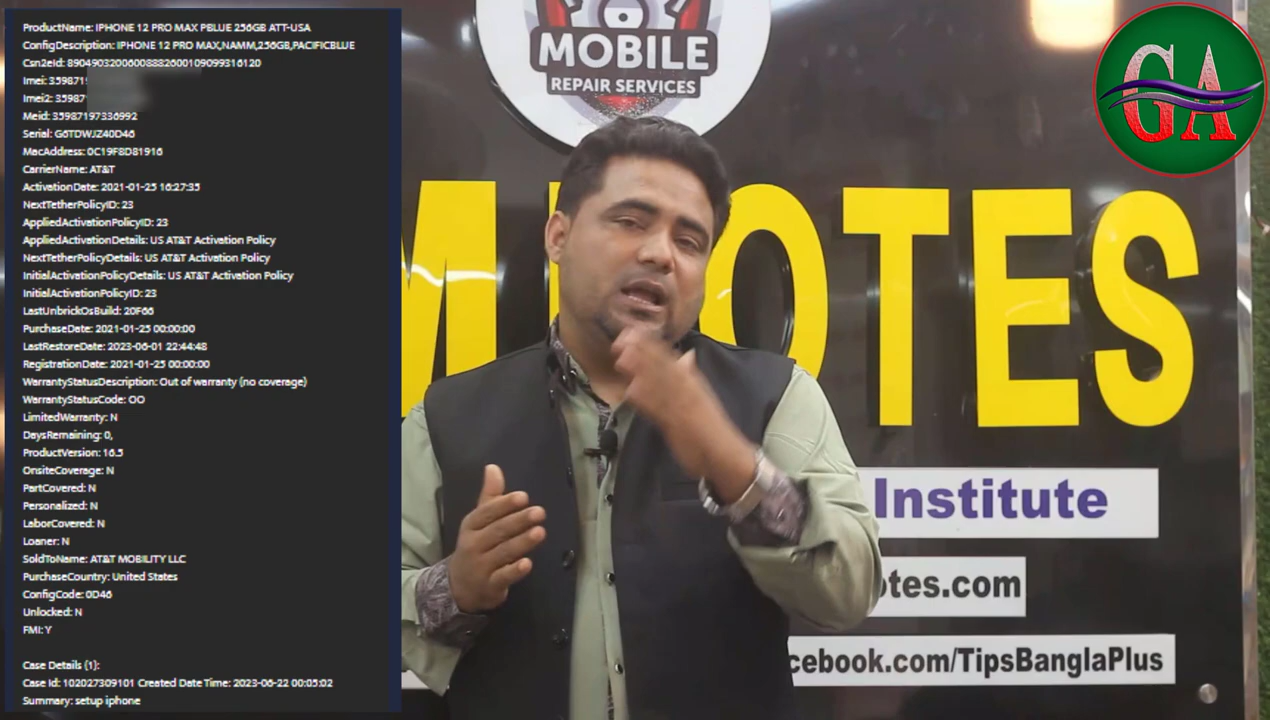 ProductName: IPHONE 12 PRO MAX PBLUE 256GB ATT-USA
ConfigDescription: IPHONE 12 PRO MAX,NAMM,256GB,PACIFICBLUE
Csn2eId: 89049032006008882600109099316120
Imei: 359871
Imei2: 35987
Meid: 35987197336992
Serial: G6TDWJZ40D46
MacAddress: 0C19F8D81916
CarrierName: AT&T
ActivationDate: 2021-01-25 16:27:35
NextTetherPolicyID: 23
AppliedActivationPolicyID: 23
AppliedActivationDetails: US AT&T Activation Policy
NextTetherPolicyDetails: US AT&T Activation Policy
InitialActivationPolicyDetails: US AT&T Activation Policy
InitialActivationPolicyID: 23
LastUnbrickOsBuild: 20F66
PurchaseDate: 2021-01-25 00:00:00
LastRestoreDate: 2023-06-01 22:44:48
RegistrationDate: 2021-01-25 00:00:00
WarrantyStatusDescription: Out of warranty (no coverage)
WarrantyStatusCode: OO
LimitedWarranty: N
DaysRemaining: 0,
ProductVersion: 16.5
OnsiteCoverage: N
PartCovered: N
Personalized: N
LaborCovered: N
Loaner: N
SoldToName: AT&T MOBILITY LLC
PurchaseCountry: United States
ConfigCode: 0D46
Unlocked: N
FMI: Y
Case Details (1):
Case Id: 102027309101 Created Date Time: 2023-06-22 00:05:02
Summary: setup iphone
MOBILE
REPAIR SERVICES
GA
M OTES
Institute
otes.com
cebook.com/TipsBanglaPlus